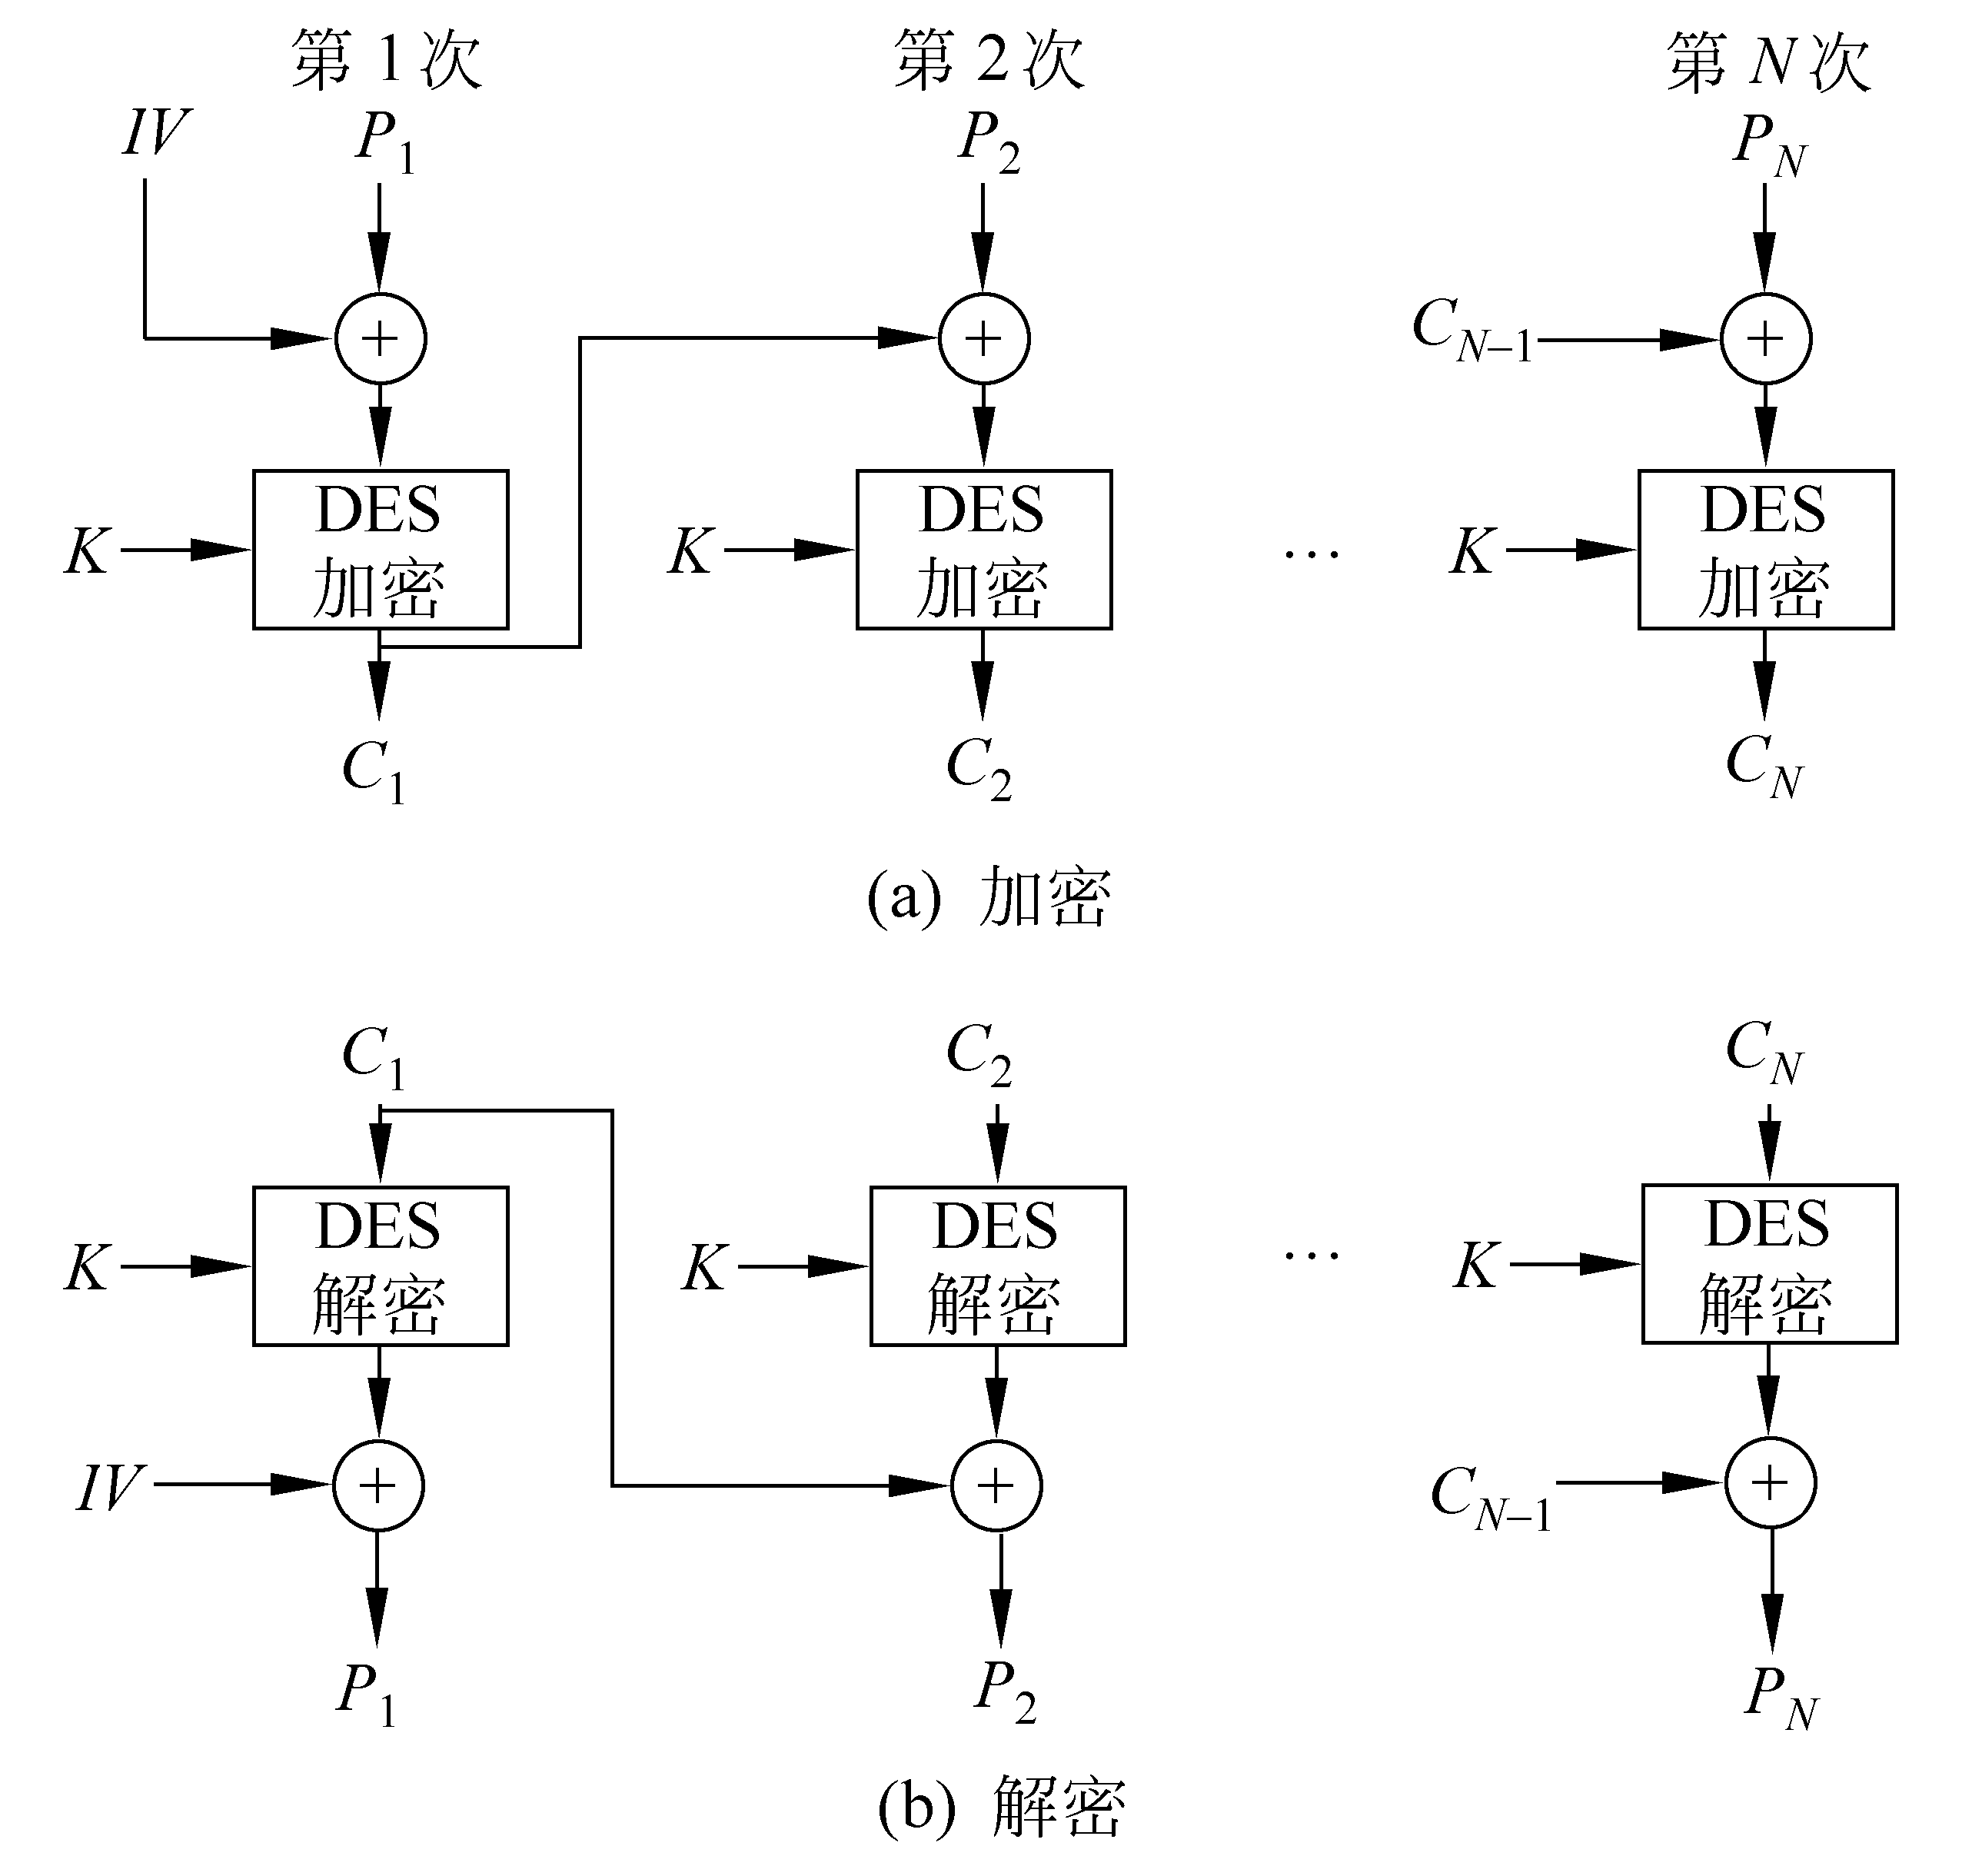 第 1 次 第 2 次 第 N 次
IV P1 P2 PN
+ + CN–1 +
K DES 加密 K DES 加密 … K DES 加密
C1 C2 CN
(a) 加密
C1 C2 CN
K DES 解密 K DES 解密 … K DES 解密
IV + + CN–1 +
P1 P2 PN
(b) 解密